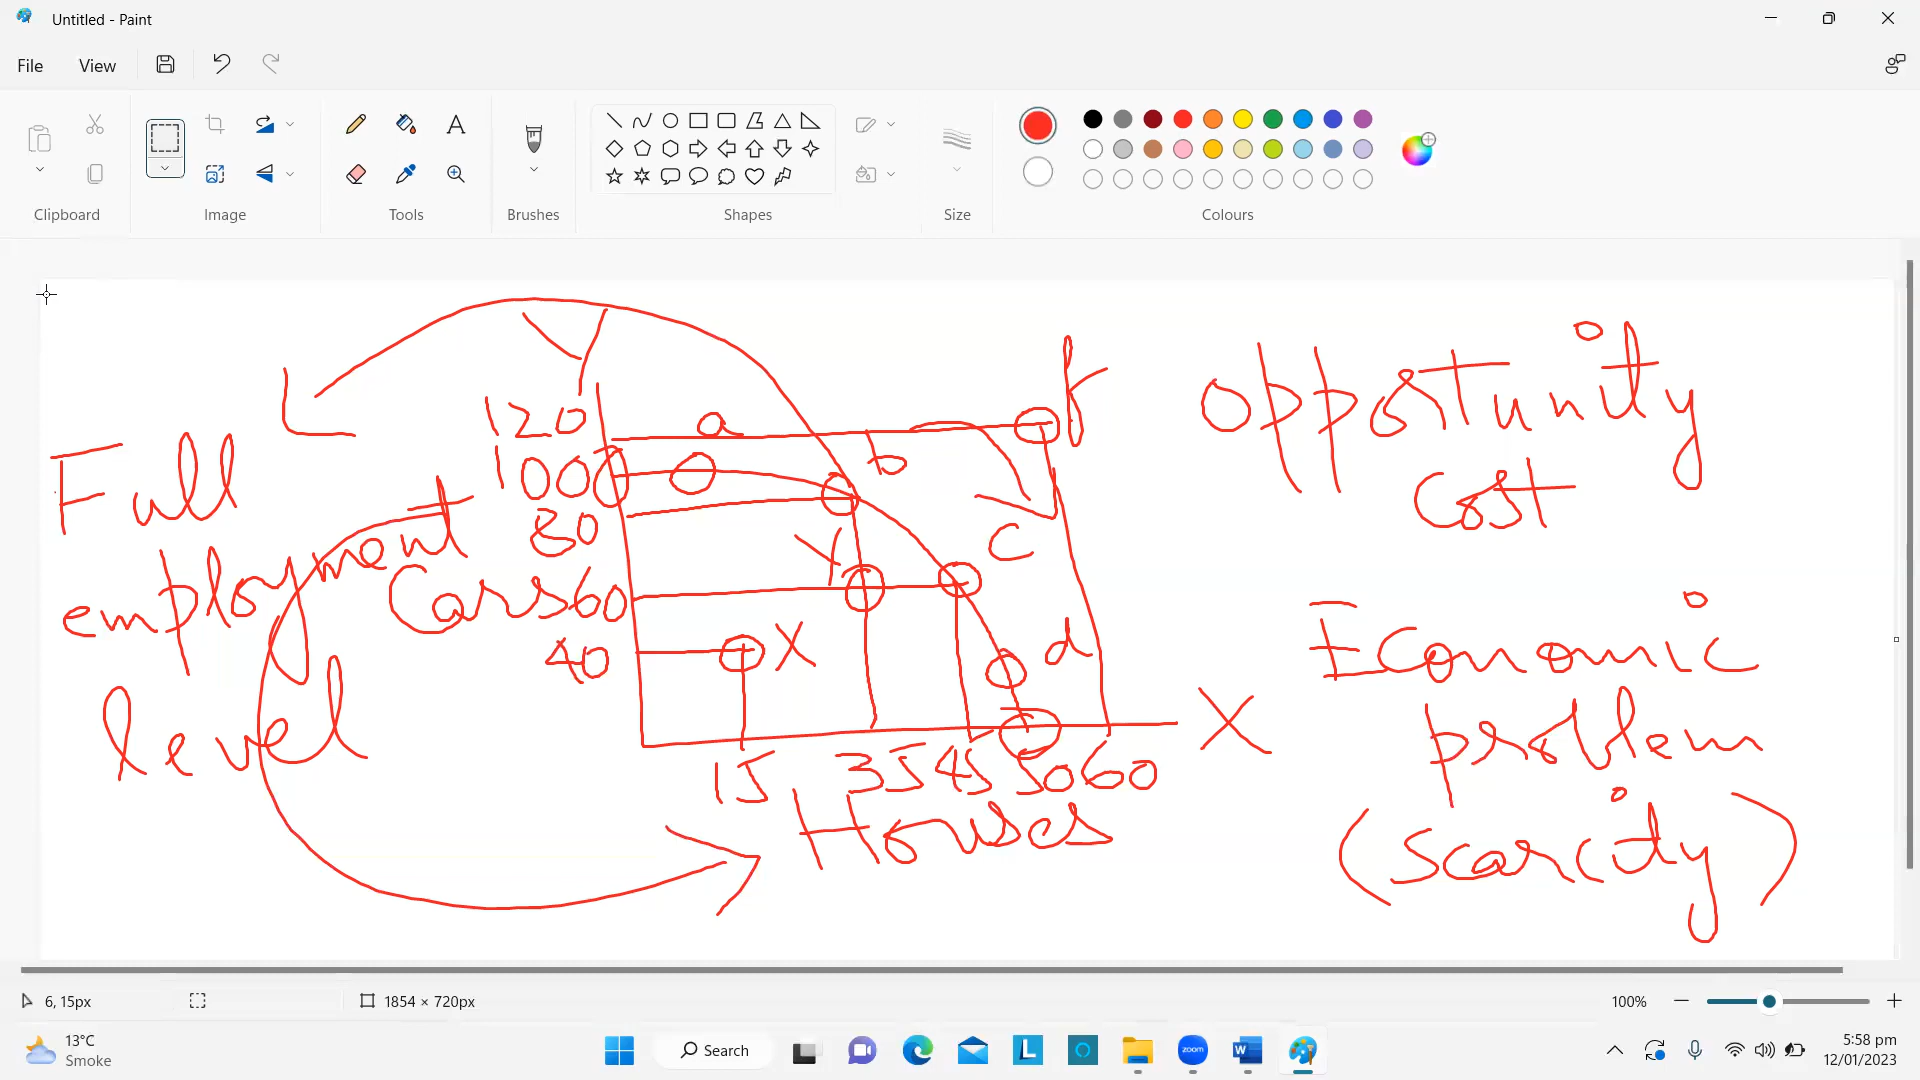 Untitled - Paint
File
View
Clipboard
Image
Tools
Brushes
Shapes
Size
Colours
Y
120
a
k
100
b
80
Cars 60
Y
c
40
X
d
X
15 35 45 50 60
Houses
Full
employment
level
opportunity
Cost
Economic
problem
(scarcity)
6, 15px
1854 × 720px
100%
13°C
Smoke
Search
zoom
5:58 pm
12/01/2023